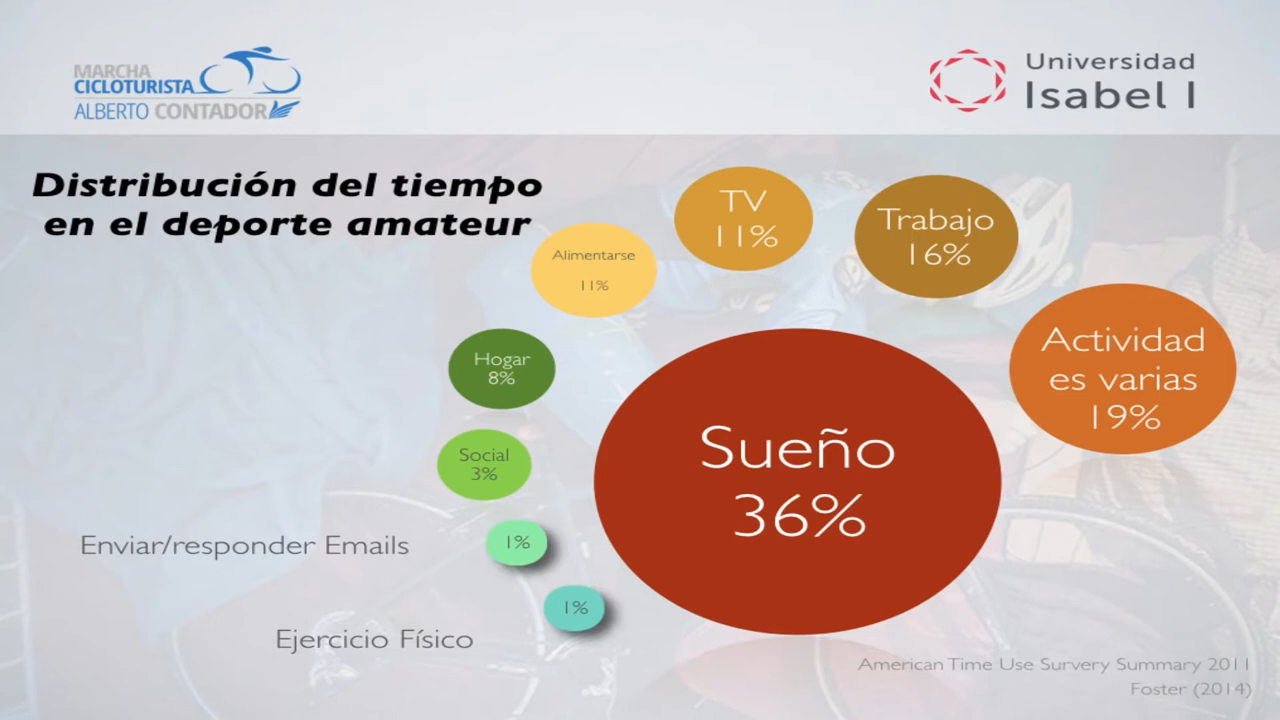 MARCHA
CICLOTURISTA
ALBERTO CONTADOR
Universidad
Isabel I
Distribución del tiempo
en el deporte amateur
TV
11%
Trabajo
16%
Alimentarse
11%
Actividad
es varias
19%
Hogar
8%
Sueño
36%
Social
3%
Enviar/responder Emails
1%
1%
Ejercicio Físico
American Time Use Survery Summary 2011
Foster (2014)